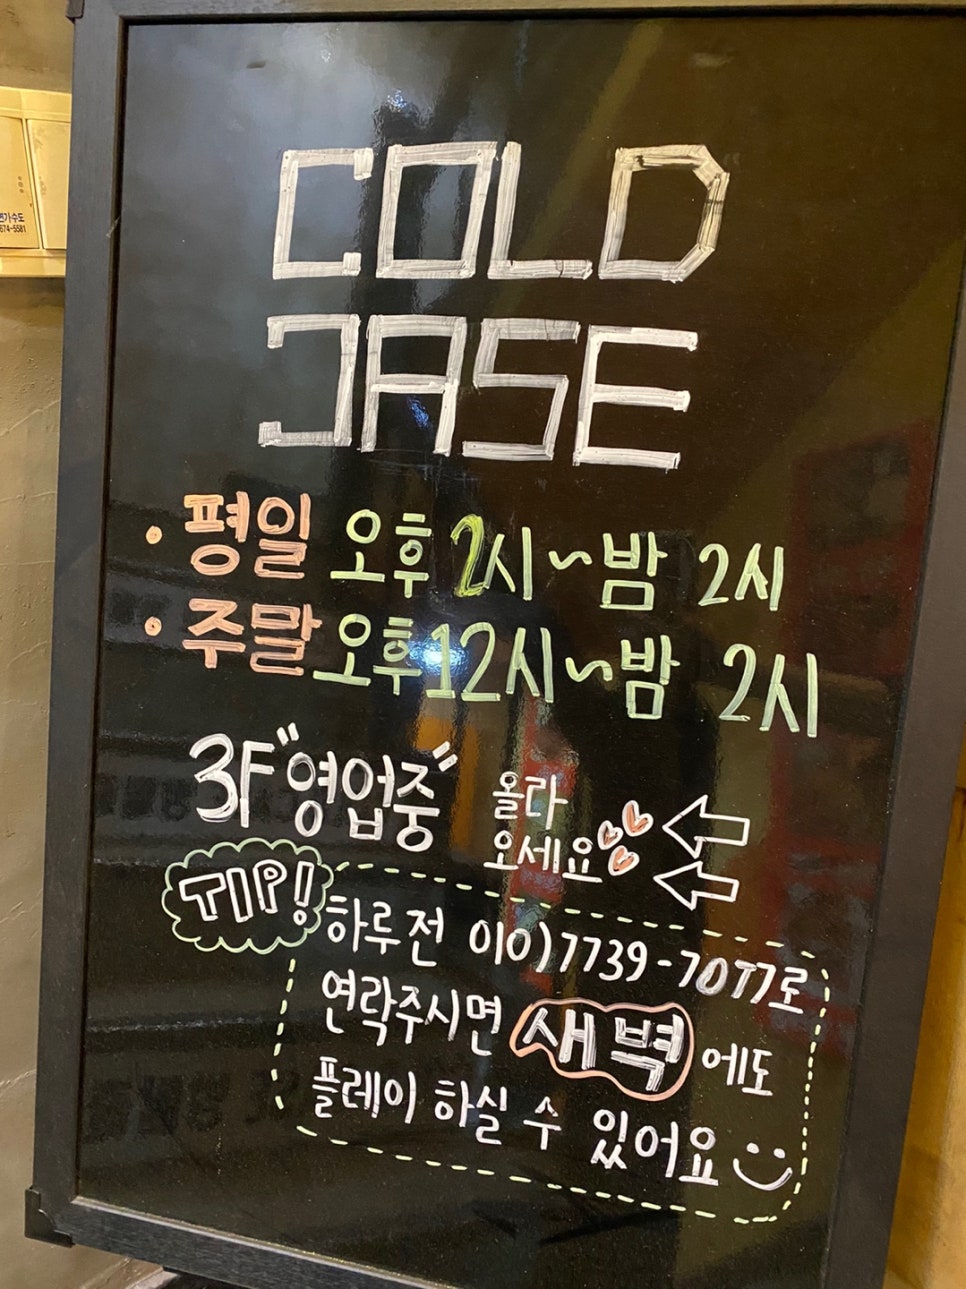 COLD
JASE
· 평일 오후 2시~밤 2시
· 주말 오후 12시~밤 2시
3F "영업중" 올라
오세요
TIP!
하루 전 010)7739-7077로
연락주시면 새벽에도
플레이 하실 수 있어요
674-5581